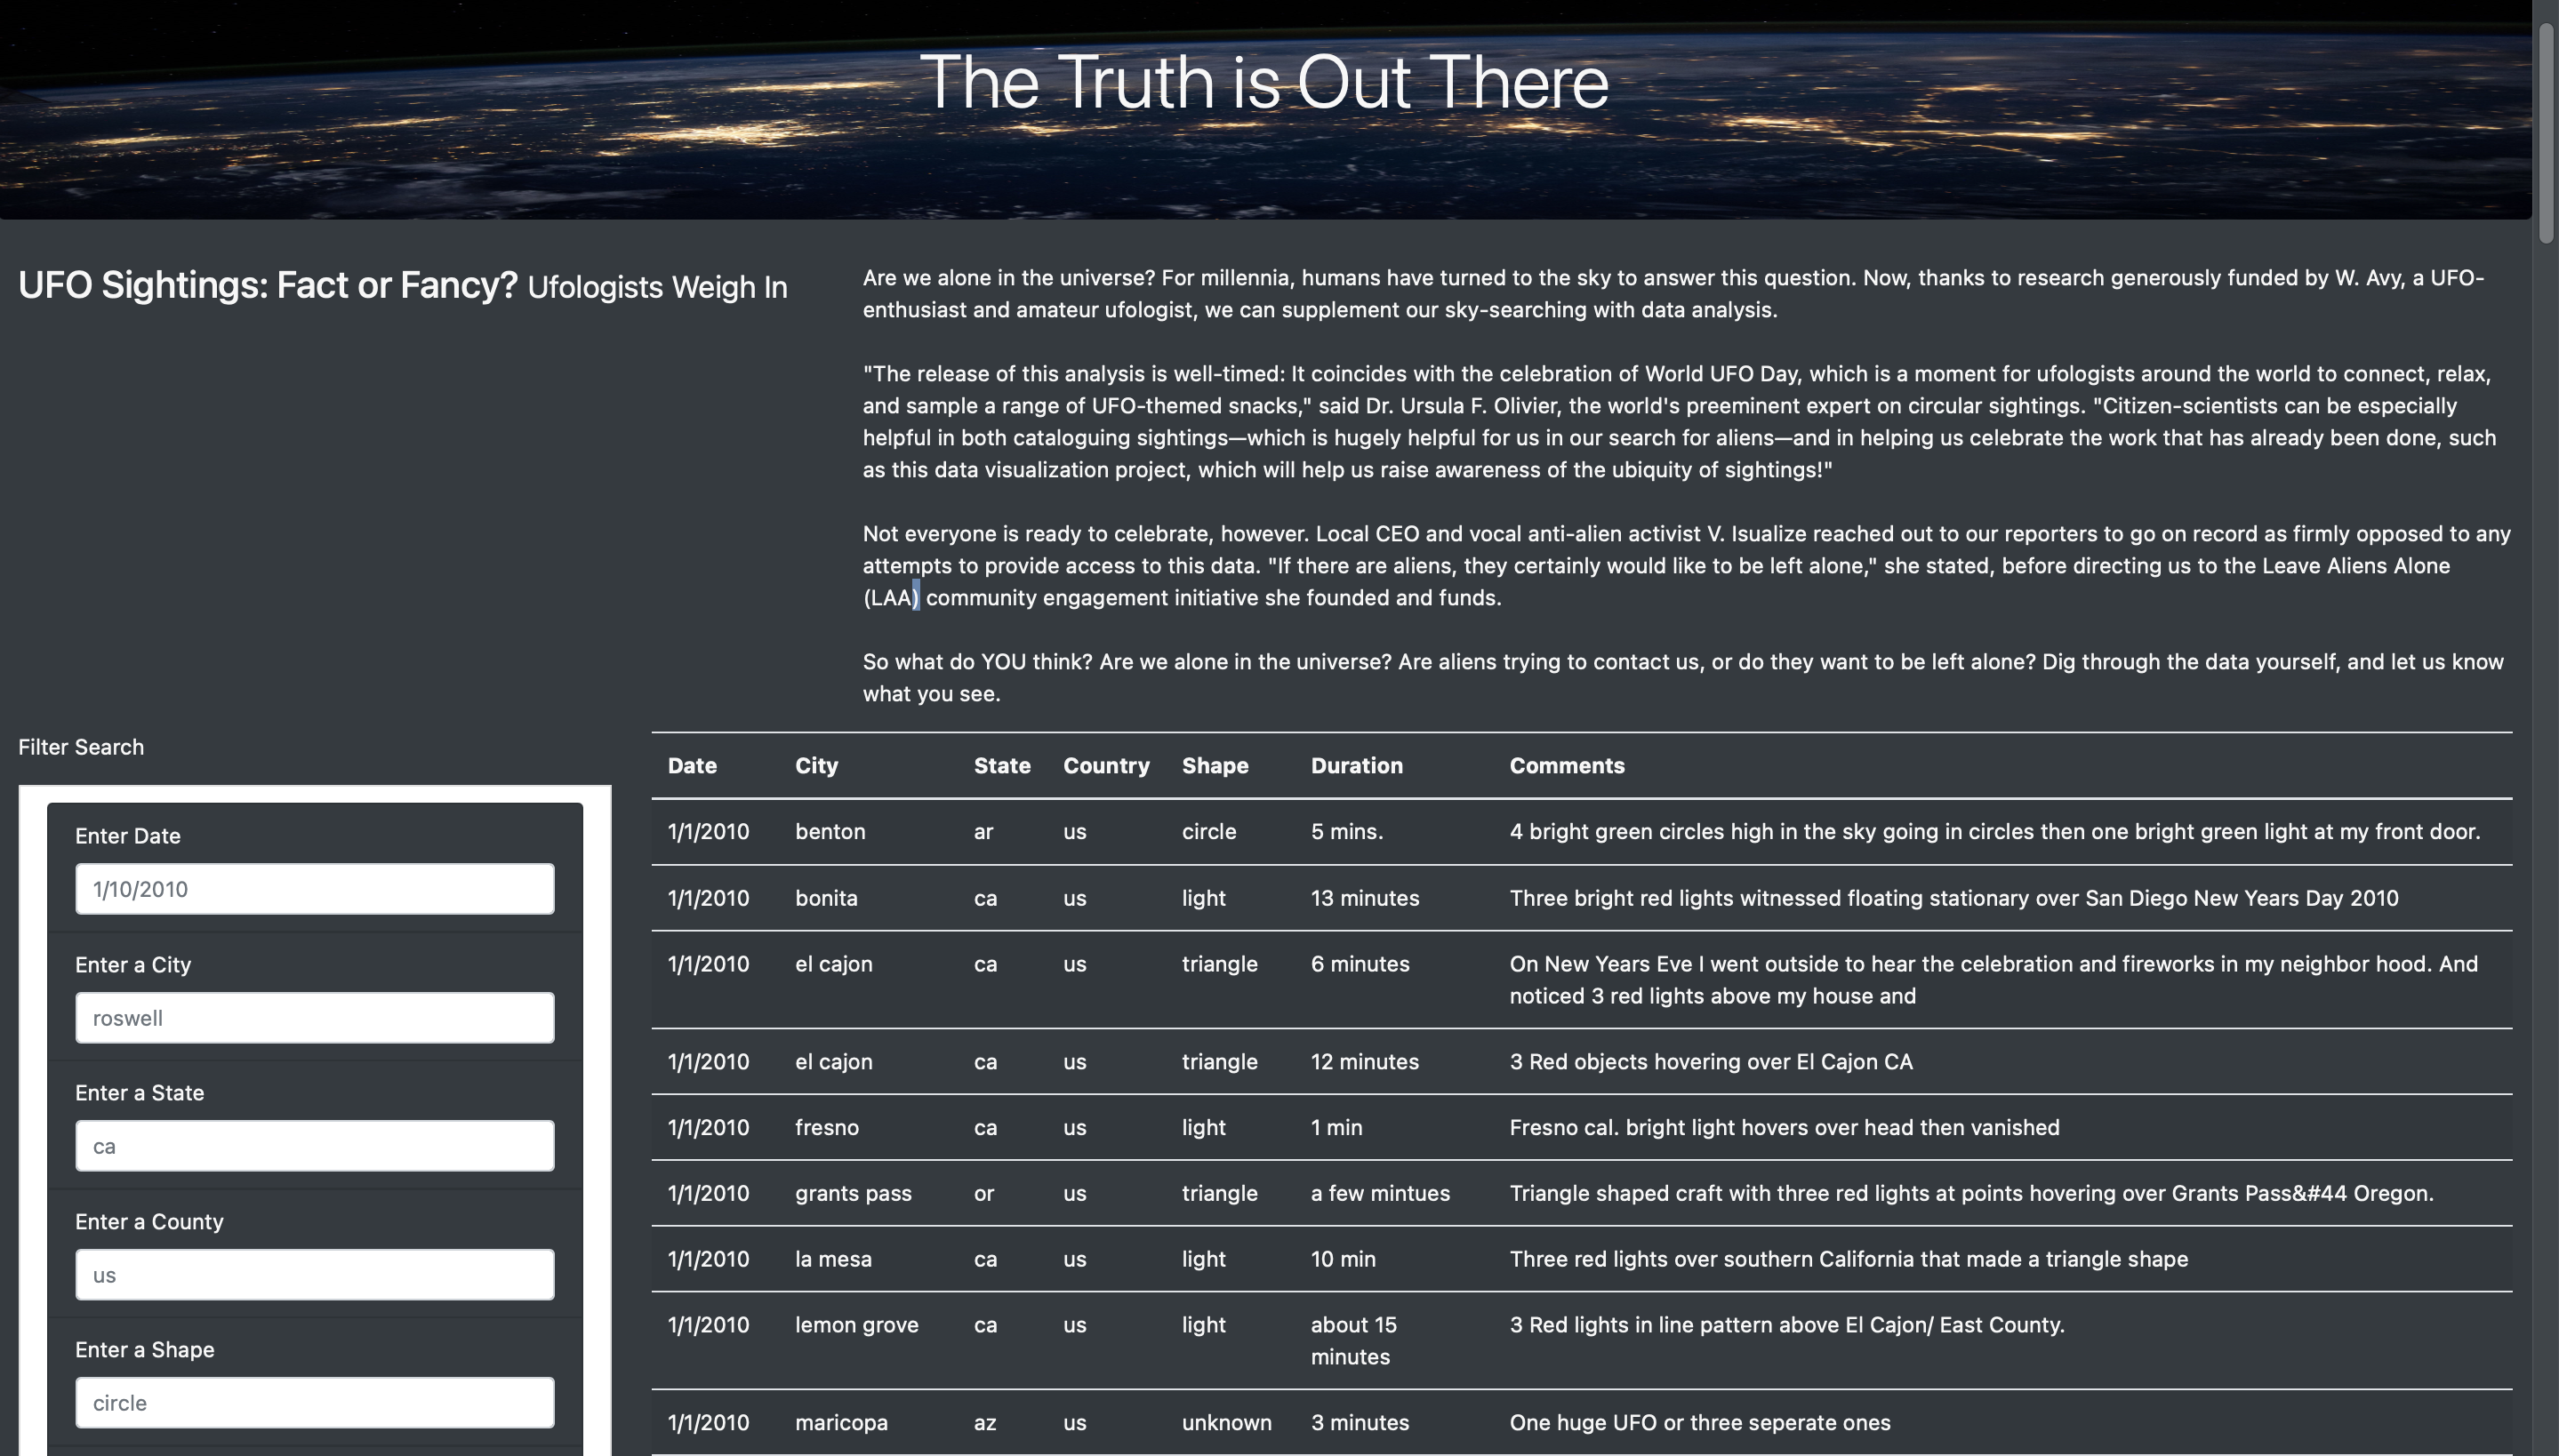 The Truth is Out There
UFO Sightings: Fact or Fancy? Ufologists Weigh In
Are we alone in the universe? For millennia, humans have turned to the sky to answer this question. Now, thanks to research generously funded by W. Avy, a UFO-
enthusiast and amateur ufologist, we can supplement our sky-searching with data analysis.
"The release of this analysis is well-timed: It coincides with the celebration of World UFO Day, which is a moment for ufologists around the world to connect, relax,
and sample a range of UFO-themed snacks," said Dr. Ursula F. Olivier, the world's preeminent expert on circular sightings. "Citizen-scientists can be especially
helpful in both cataloguing sightings—which is hugely helpful for us in our search for aliens—and in helping us celebrate the work that has already been done, such
as this data visualization project, which will help us raise awareness of the ubiquity of sightings!"
Not everyone is ready to celebrate, however. Local CEO and vocal anti-alien activist V. Isualize reached out to our reporters to go on record as firmly opposed to any
attempts to provide access to this data. "If there are aliens, they certainly would like to be left alone," she stated, before directing us to the Leave Aliens Alone
(LAA) community engagement initiative she founded and funds.
So what do YOU think? Are we alone in the universe? Are aliens trying to contact us, or do they want to be left alone? Dig through the data yourself, and let us know
what you see.
Filter Search
Enter Date
1/10/2010
Enter a City
roswell
Enter a State
ca
Enter a County
us
Enter a Shape
circle
Date City State Country Shape Duration Comments
1/1/2010 benton ar us circle 5 mins. 4 bright green circles high in the sky going in circles then one bright green light at my front door.
1/1/2010 bonita ca us light 13 minutes Three bright red lights witnessed floating stationary over San Diego New Years Day 2010
1/1/2010 el cajon ca us triangle 6 minutes On New Years Eve I went outside to hear the celebration and fireworks in my neighbor hood. And
noticed 3 red lights above my house and
1/1/2010 el cajon ca us triangle 12 minutes 3 Red objects hovering over El Cajon CA
1/1/2010 fresno ca us light 1 min Fresno cal. bright light hovers over head then vanished
1/1/2010 grants pass or us triangle a few mintues Triangle shaped craft with three red lights at points hovering over Grants Pass&#44 Oregon.
1/1/2010 la mesa ca us light 10 min Three red lights over southern California that made a triangle shape
1/1/2010 lemon grove ca us light about 15 3 Red lights in line pattern above El Cajon/ East County.
minutes
1/1/2010 maricopa az us unknown 3 minutes One huge UFO or three seperate ones